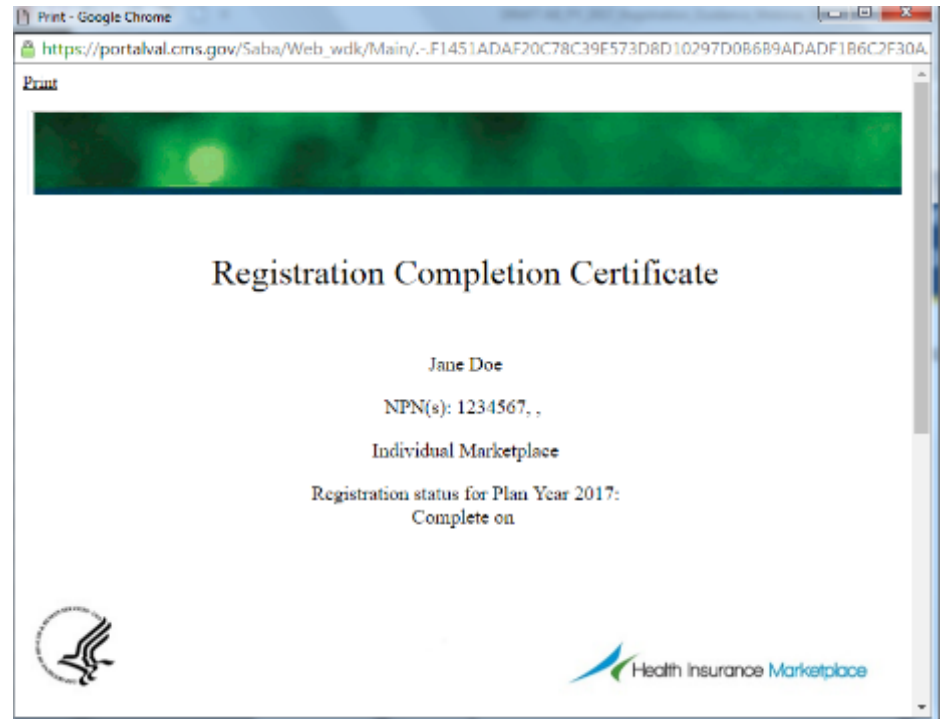 Print - Google Chrome
https://portalval.cms.gov/Saba/Web_wdk/Main/
Print
Registration Completion Certificate
Jane Doe
NPN(s): 1234567, ,
Individual Marketplace
Registration status for Plan Year 2017:
Complete on
Health Insurance Marketplace